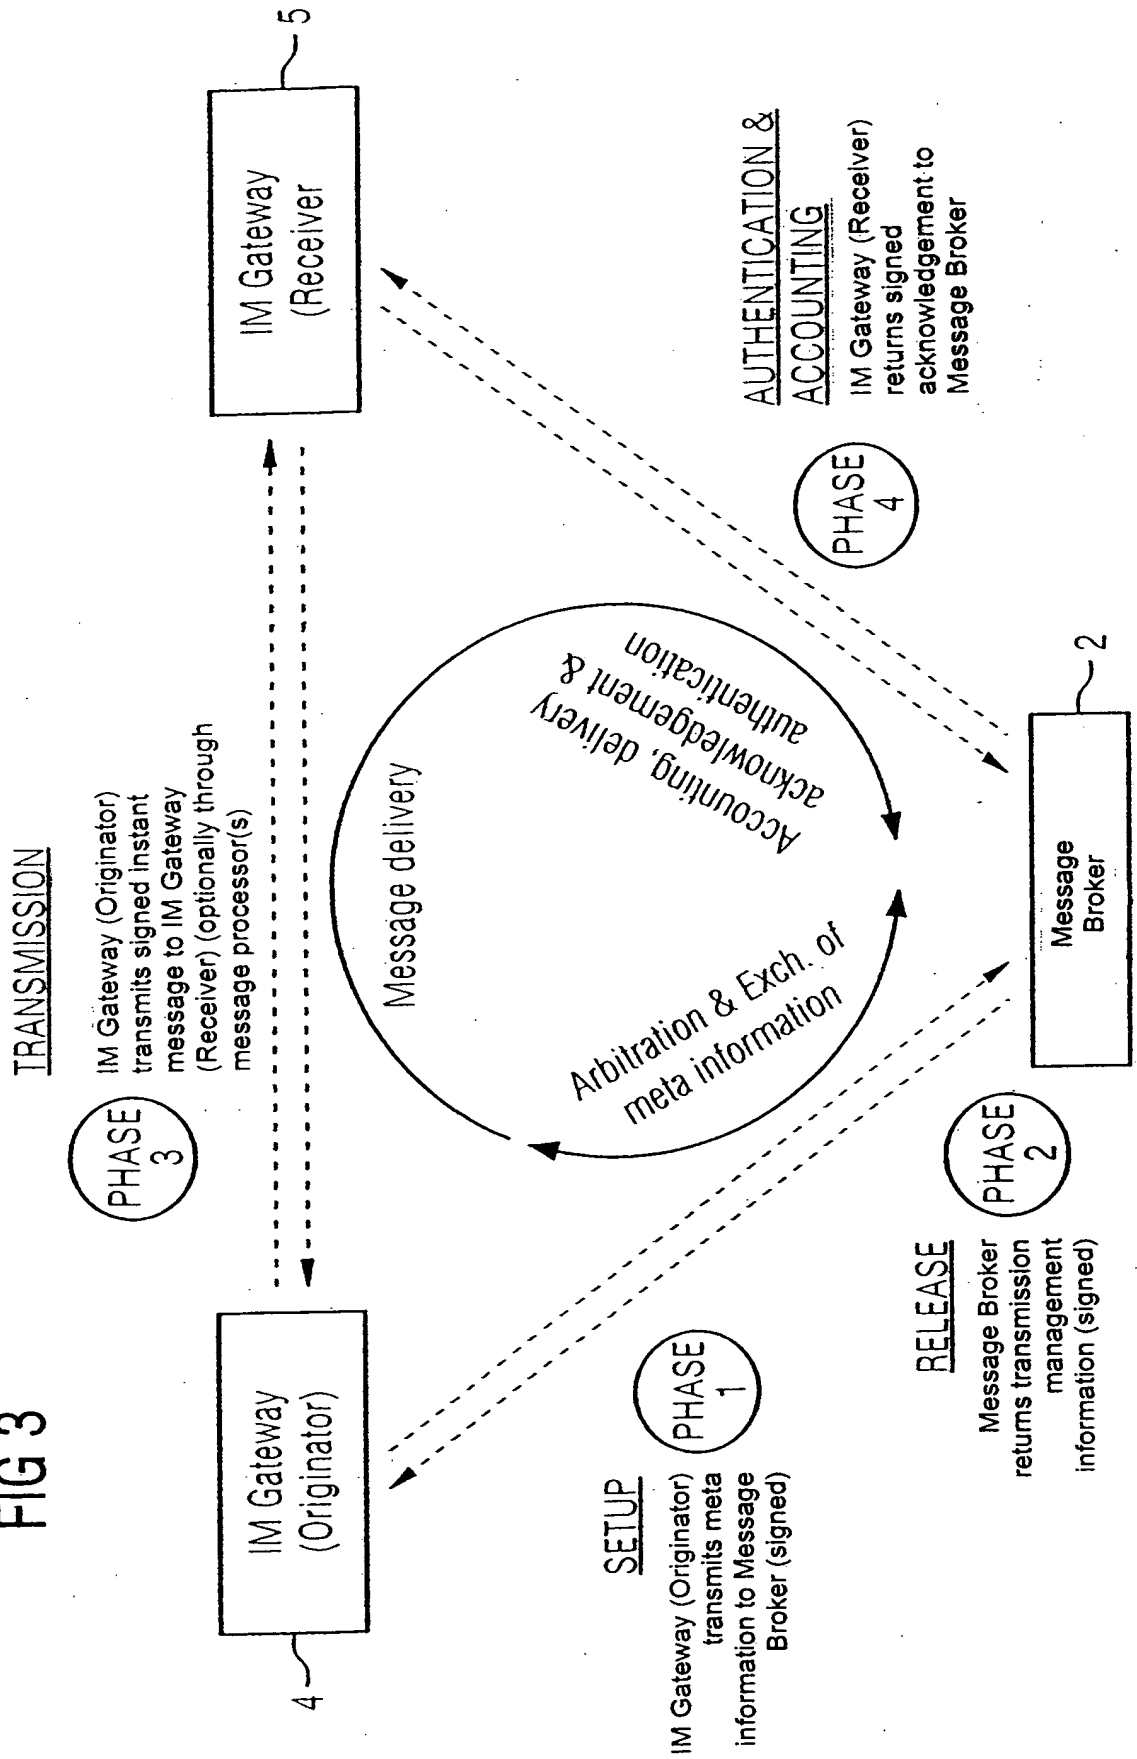 FIG 3
TRANSMISSION
PHASE
3
IM Gateway (Originator)
transmits signed instant
message to IM Gateway
(Receiver) (optionally through
message processor(s)
4
IM Gateway
(Originator)
IM Gateway
(Receiver
5
Message delivery
Arbitration & Exch. of
meta information
Accounting, delivery
acknowledgement &
authentication
SETUP
IM Gateway (Originator)
transmits meta
information to Message
Broker (signed)
PHASE
1
AUTHENTICATION &
ACCOUNTING
IM Gateway (Receiver)
returns signed
acknowledgement to
Message Broker
PHASE
4
RELEASE
Message Broker
returns transmission
management
information (signed)
PHASE
2
Message
Broker
2